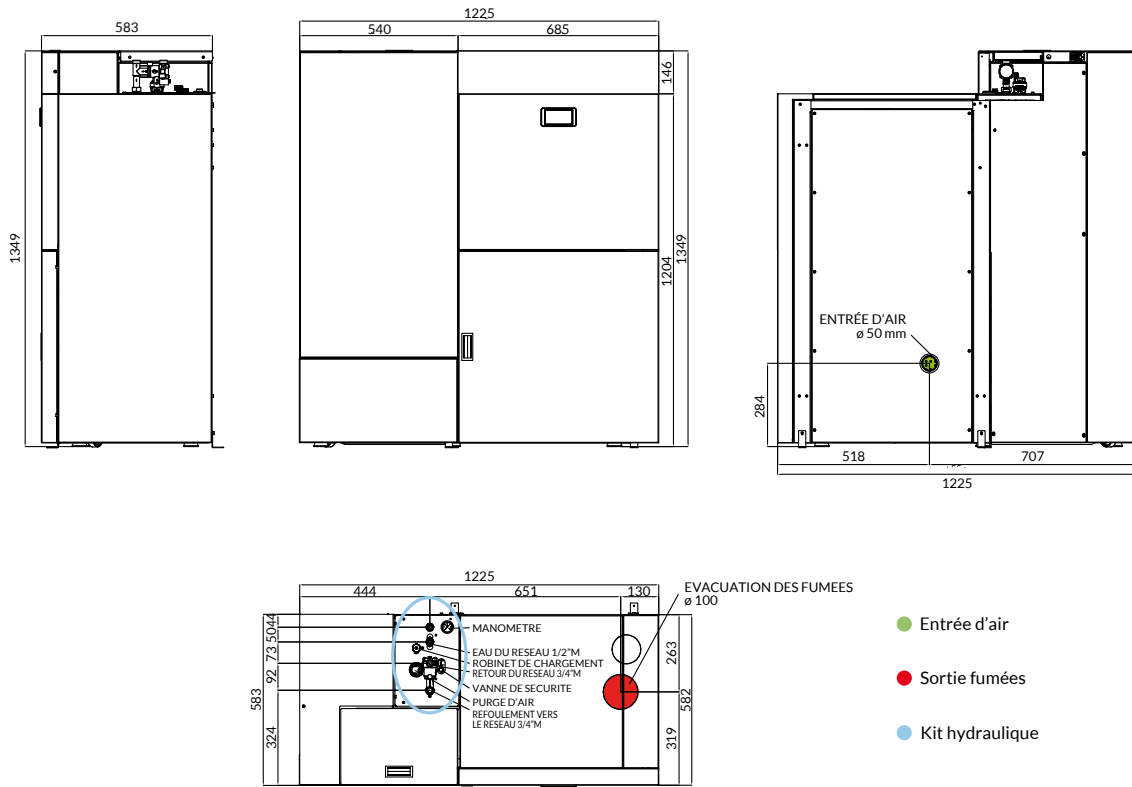 583
1349
1225
540
685
146
1204
1349
ENTRÉE D'AIR
ø 50 mm
284
518
707
1225
1225
444
651
130
EVACUATION DES FUMEES
ø 100
44
50
73
92
324
583
MANOMETRE
EAU DU RESEAU 1/2"M
ROBINET DE CHARGEMENT
RETOUR DU RESEAU 3/4"M
VANNE DE SECURITE
PURGE D'AIR
REFOULEMENT VERS
LE RESEAU 3/4"M
263
319
582
Entrée d'air
Sortie fumées
Kit hydraulique